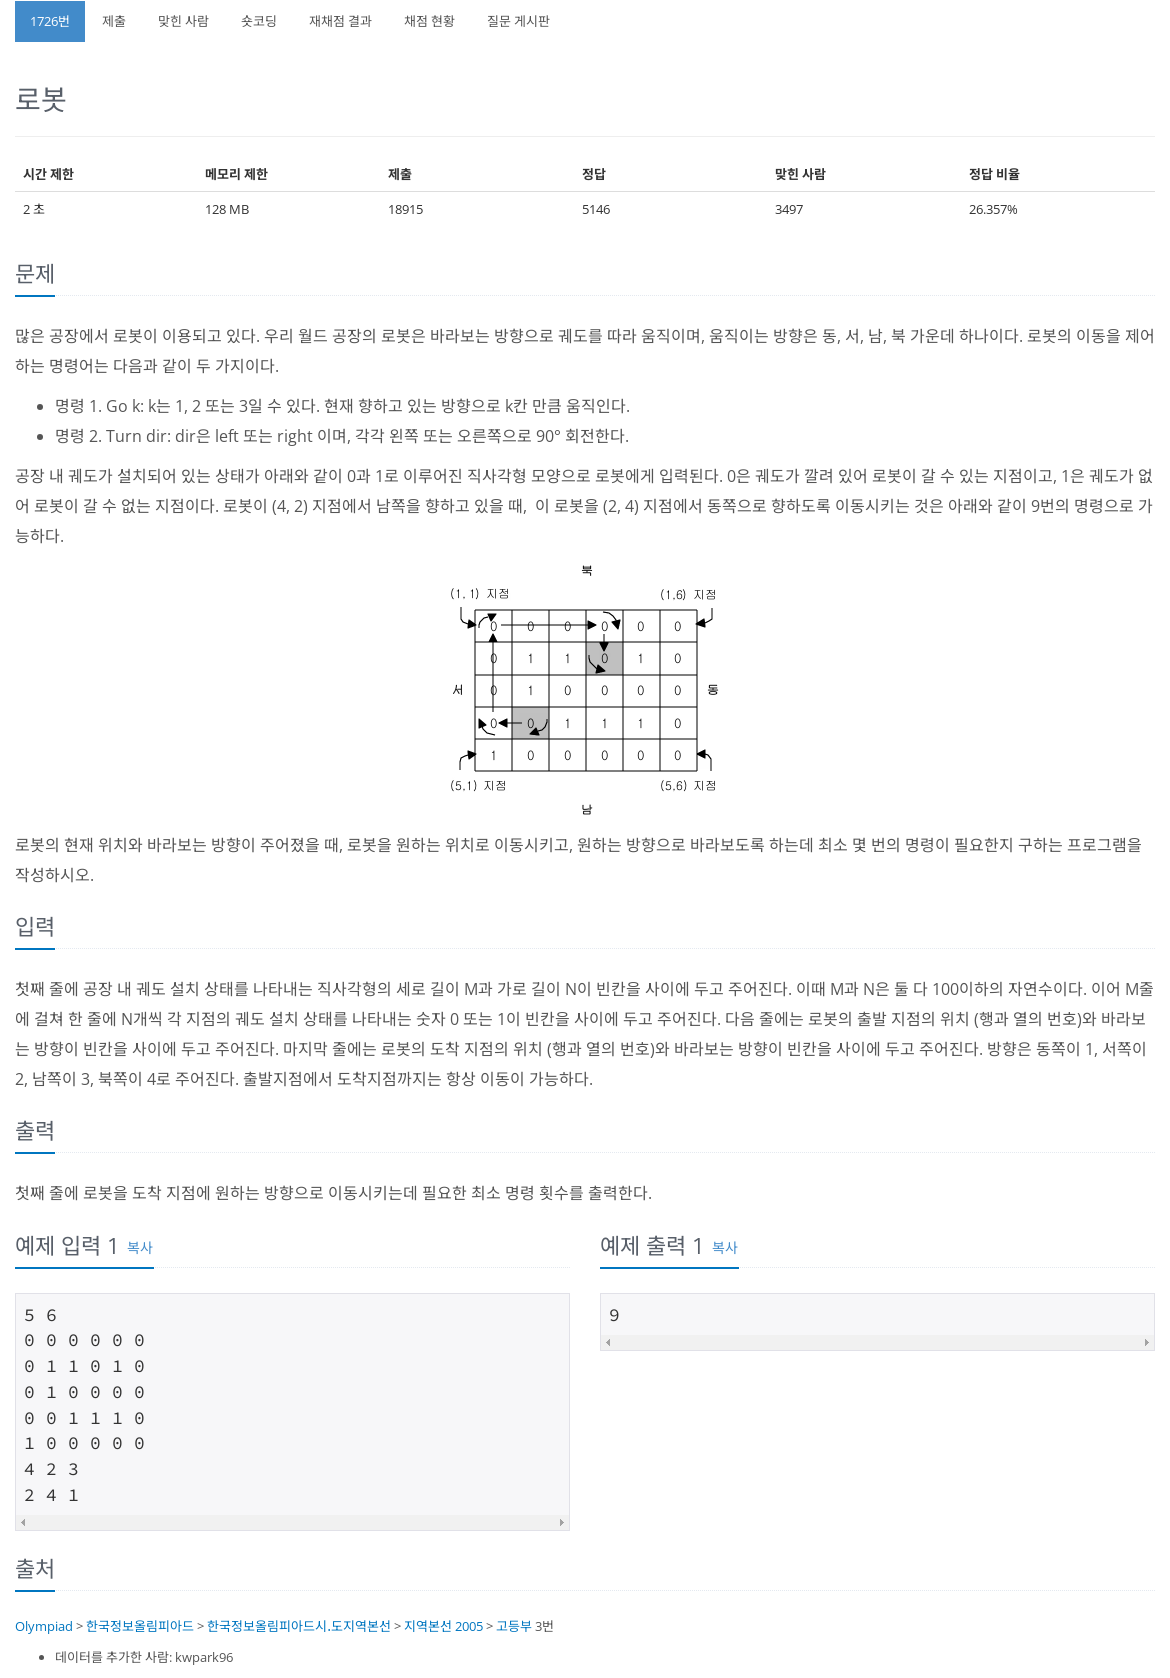 1726번 제출 맞힌 사람 숏코딩 재채점 결과 채점 현황 질문 게시판
로봇
시간 제한 메모리 제한 제출 정답 맞힌 사람 정답 비율
2 초 128 MB 18915 5146 3497 26.357%
문제
많은 공장에서 로봇이 이용되고 있다. 우리 월드 공장의 로봇은 바라보는 방향으로 궤도를 따라 움직이며, 움직이는 방향은 동, 서, 남, 북 가운데 하나이다. 로봇의 이동을 제어
하는 명령어는 다음과 같이 두 가지이다.
• 명령 1. Go k: k는 1, 2 또는 3일 수 있다. 현재 향하고 있는 방향으로 k칸 만큼 움직인다.
• 명령 2. Turn dir: dir은 left 또는 right 이며, 각각 왼쪽 또는 오른쪽으로 90° 회전한다.
공장 내 궤도가 설치되어 있는 상태가 아래와 같이 0과 1로 이루어진 직사각형 모양으로 로봇에게 입력된다. 0은 궤도가 깔려 있어 로봇이 갈 수 있는 지점이고, 1은 궤도가 없
어 로봇이 갈 수 없는 지점이다. 로봇이 (4, 2) 지점에서 남쪽을 향하고 있을 때,  이 로봇을 (2, 4) 지점에서 동쪽으로 향하도록 이동시키는 것은 아래와 같이 9번의 명령으로 가
능하다.
북
(1, 1) 지점 (1,6) 지점
0 0 0 0 0 0
0 1 1 0 1 0
서 0 1 0 0 0 0 동
0 0 1 1 1 0
1 0 0 0 0 0
(5,1) 지점 (5,6) 지점
남
로봇의 현재 위치와 바라보는 방향이 주어졌을 때, 로봇을 원하는 위치로 이동시키고, 원하는 방향으로 바라보도록 하는데 최소 몇 번의 명령이 필요한지 구하는 프로그램을
작성하시오.
입력
첫째 줄에 공장 내 궤도 설치 상태를 나타내는 직사각형의 세로 길이 M과 가로 길이 N이 빈칸을 사이에 두고 주어진다. 이때 M과 N은 둘 다 100이하의 자연수이다. 이어 M줄
에 걸쳐 한 줄에 N개씩 각 지점의 궤도 설치 상태를 나타내는 숫자 0 또는 1이 빈칸을 사이에 두고 주어진다. 다음 줄에는 로봇의 출발 지점의 위치 (행과 열의 번호)와 바라보
는 방향이 빈칸을 사이에 두고 주어진다. 마지막 줄에는 로봇의 도착 지점의 위치 (행과 열의 번호)와 바라보는 방향이 빈칸을 사이에 두고 주어진다. 방향은 동쪽이 1, 서쪽이
2, 남쪽이 3, 북쪽이 4로 주어진다. 출발지점에서 도착지점까지는 항상 이동이 가능하다.
출력
첫째 줄에 로봇을 도착 지점에 원하는 방향으로 이동시키는데 필요한 최소 명령 횟수를 출력한다.
예제 입력 1 복사
5 6
0 0 0 0 0 0
0 1 1 0 1 0
0 1 0 0 0 0
0 0 1 1 1 0
1 0 0 0 0 0
4 2 3
2 4 1
예제 출력 1 복사
9
출처
Olympiad > 한국정보올림피아드 > 한국정보올림피아드시.도지역본선 > 지역본선 2005 > 고등부 3번
• 데이터를 추가한 사람: kwpark96